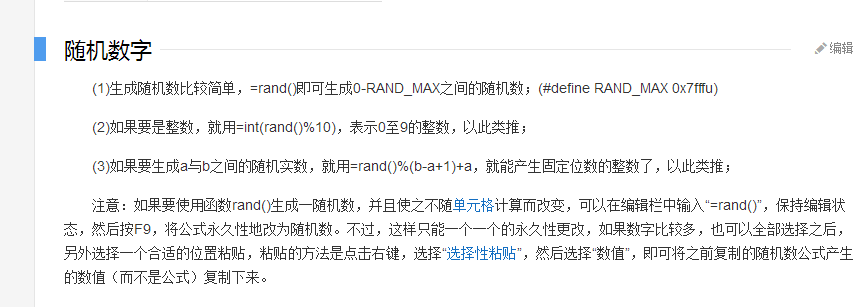 随机数字
编辑
(1)生成随机数比较简单，=rand()即可生成0-RAND_MAX之间的随机数；(#define RAND_MAX 0x7fffu)
(2)如果要是整数，就用=int(rand()%10)，表示0至9的整数，以此类推；
(3)如果要生成a与b之间的随机实数，就用=rand()%(b-a+1)+a，就能产生固定位数的整数了，以此类推；
注意：如果要使用函数rand()生成一随机数，并且使之不随单元格计算而改变，可以在编辑栏中输入“=rand()”，保持编辑状
态，然后按F9，将公式永久性地改为随机数。不过，这样只能一个一个的永久性更改，如果数字比较多，也可以全部选择之后，
另外选择一个合适的位置粘贴，粘贴的方法是点击右键，选择“选择性粘贴”，然后选择“数值”，即可将之前复制的随机数公式产生
的数值（而不是公式）复制下来。